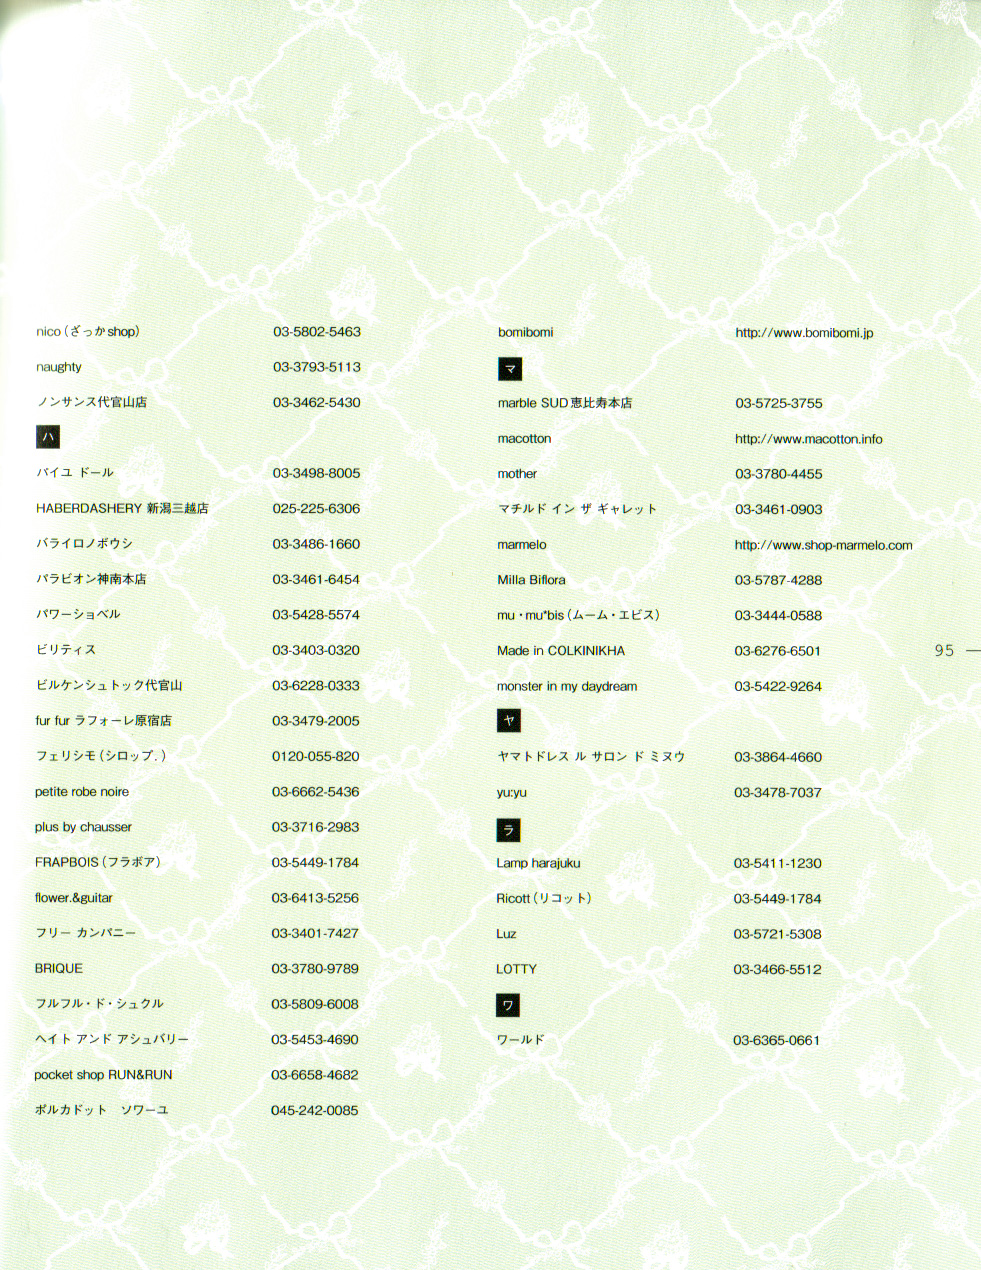 nico（ざっかshop） 03-5802-5463
naughty 03-3793-5113
ノンサンス代官山店 03-3462-5430
ハ
バイユ ドール 03-3498-8005
HABERDASHERY 新潟三越店 025-225-6306
バライロノボウシ 03-3486-1660
パラビオン神南本店 03-3461-6454
パワーショベル 03-5428-5574
ビリティス 03-3403-0320
ビルケンシュトック代官山 03-6228-0333
fur fur ラフォーレ原宿店 03-3479-2005
フェリシモ（シロップ.） 0120-055-820
petite robe noire 03-6662-5436
plus by chausser 03-3716-2983
FRAPBOIS（フラボア） 03-5449-1784
flower.&guitar 03-6413-5256
フリー カンパニー 03-3401-7427
BRIQUE 03-3780-9789
フルフル・ド・シュクル 03-5809-6008
ヘイト アンド アシュバリー 03-5453-4690
pocket shop RUN&RUN 03-6658-4682
ポルカドット　ソワーユ 045-242-0085
bomibomi http://www.bomibomi.jp
マ
marble SUD恵比寿本店 03-5725-3755
macotton http://www.macotton.info
mother 03-3780-4455
マチルド イン ザ ギャレット 03-3461-0903
marmelo http://www.shop-marmelo.com
Milla Biflora 03-5787-4288
mu・mu*bis（ムーム・エビス） 03-3444-0588
Made in COLKINIKHA 03-6276-6501
monster in my daydream 03-5422-9264
ヤ
ヤマトドレス ル サロン ド ミヌウ 03-3864-4660
yu:yu 03-3478-7037
ラ
Lamp harajuku 03-5411-1230
Ricott（リコット） 03-5449-1784
Luz 03-5721-5308
LOTTY 03-3466-5512
ワ
ワールド 03-6365-0661
95 —